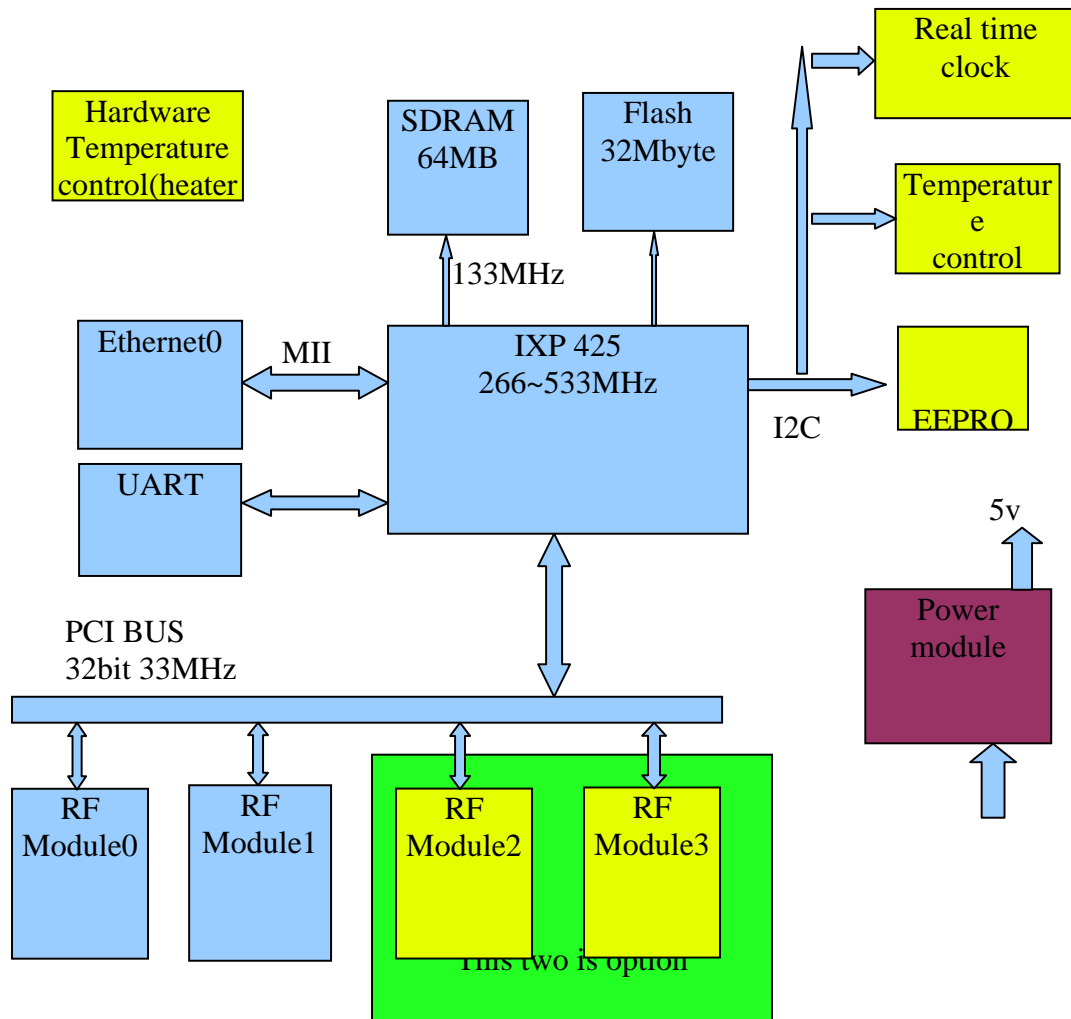 Real time
clock
Hardware
Temperature
control(heater
SDRAM
64MB
Flash
32Mbyte
Temperatur
e
control
133MHz
Ethernet0
MII
IXP 425
266~533MHz
I2C
EEPRO
UART
5v
Power
module
PCI BUS
32bit 33MHz
RF
Module0
RF
Module1
RF
Module2
RF
Module3
This two is option